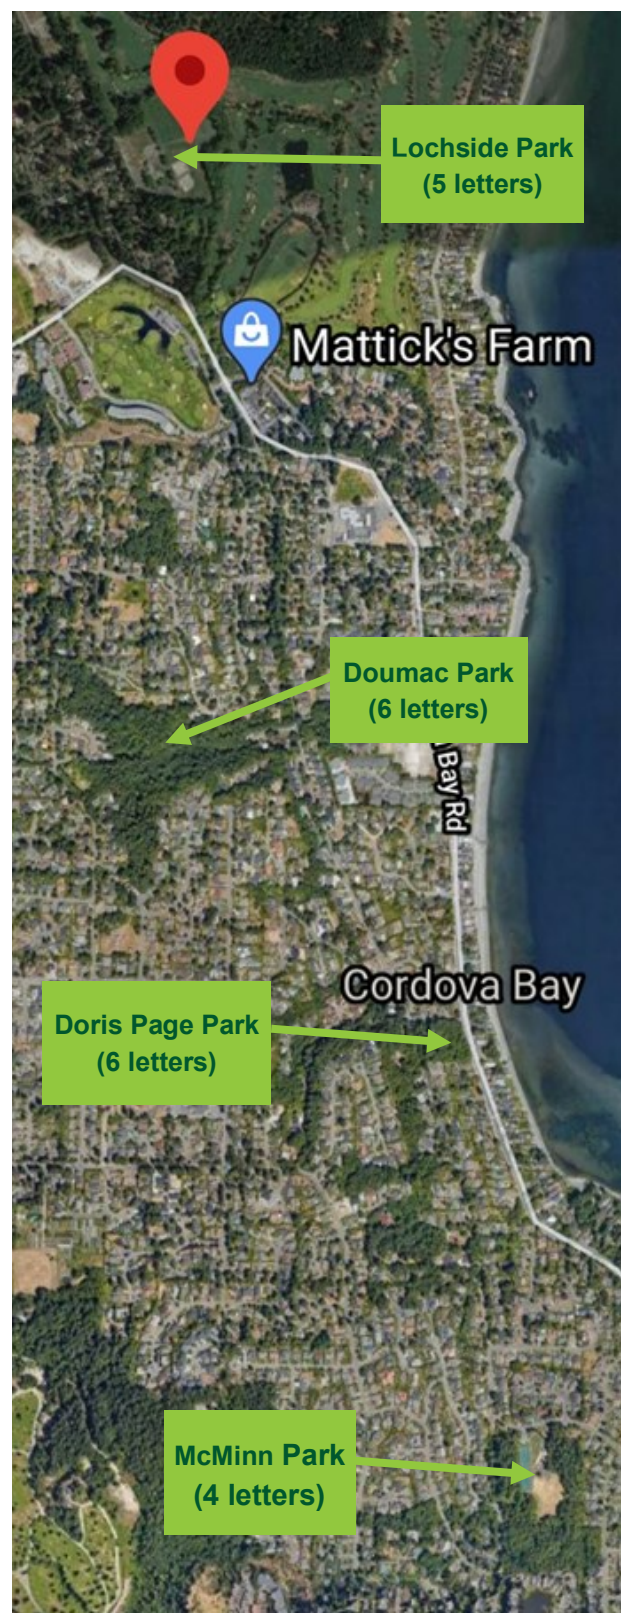 Lochside Park
(5 letters)
Mattick's Farm
Doumac Park
(6 letters)
Bay Rd
Cordova Bay
Doris Page Park
(6 letters)
McMinn Park
(4 letters)